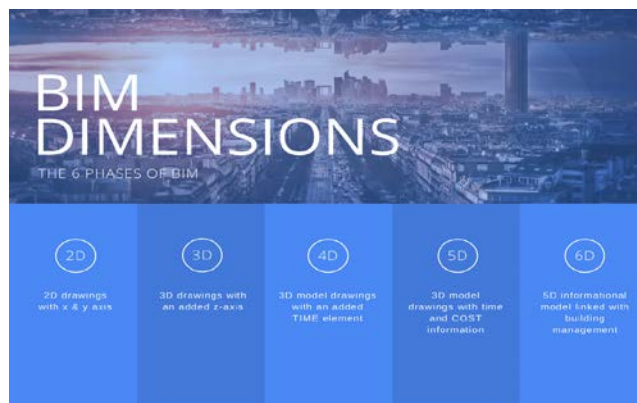 BIM
DIMENSIONS
THE 6 PHASES OF BIM
2D
2D drawings
with x & y axis
3D
3D drawings with
an added z-axis
4D
3D model drawings
with an added
TIME element
5D
3D model
drawings with time
and COST
information
6D
5D informational
model linked with
building
management